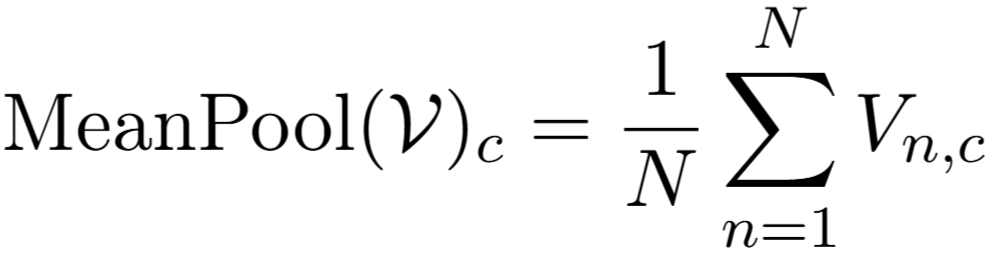 MeanPool(𝒱)_c = \frac{1}{N} \sum_{n=1}^{N} V_{n,c}